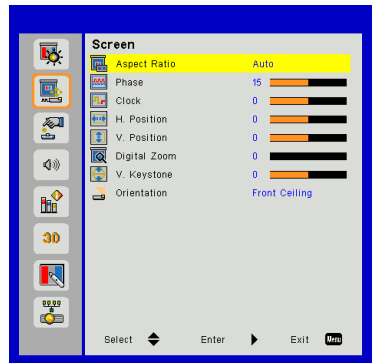 Screen
Aspect Ratio Auto
Phase 15
Clock 0
H. Position 0
V. Position 0
Digital Zoom 0
V. Keystone 0
Orientation Front Ceiling
3D
Select Enter Exit Menu